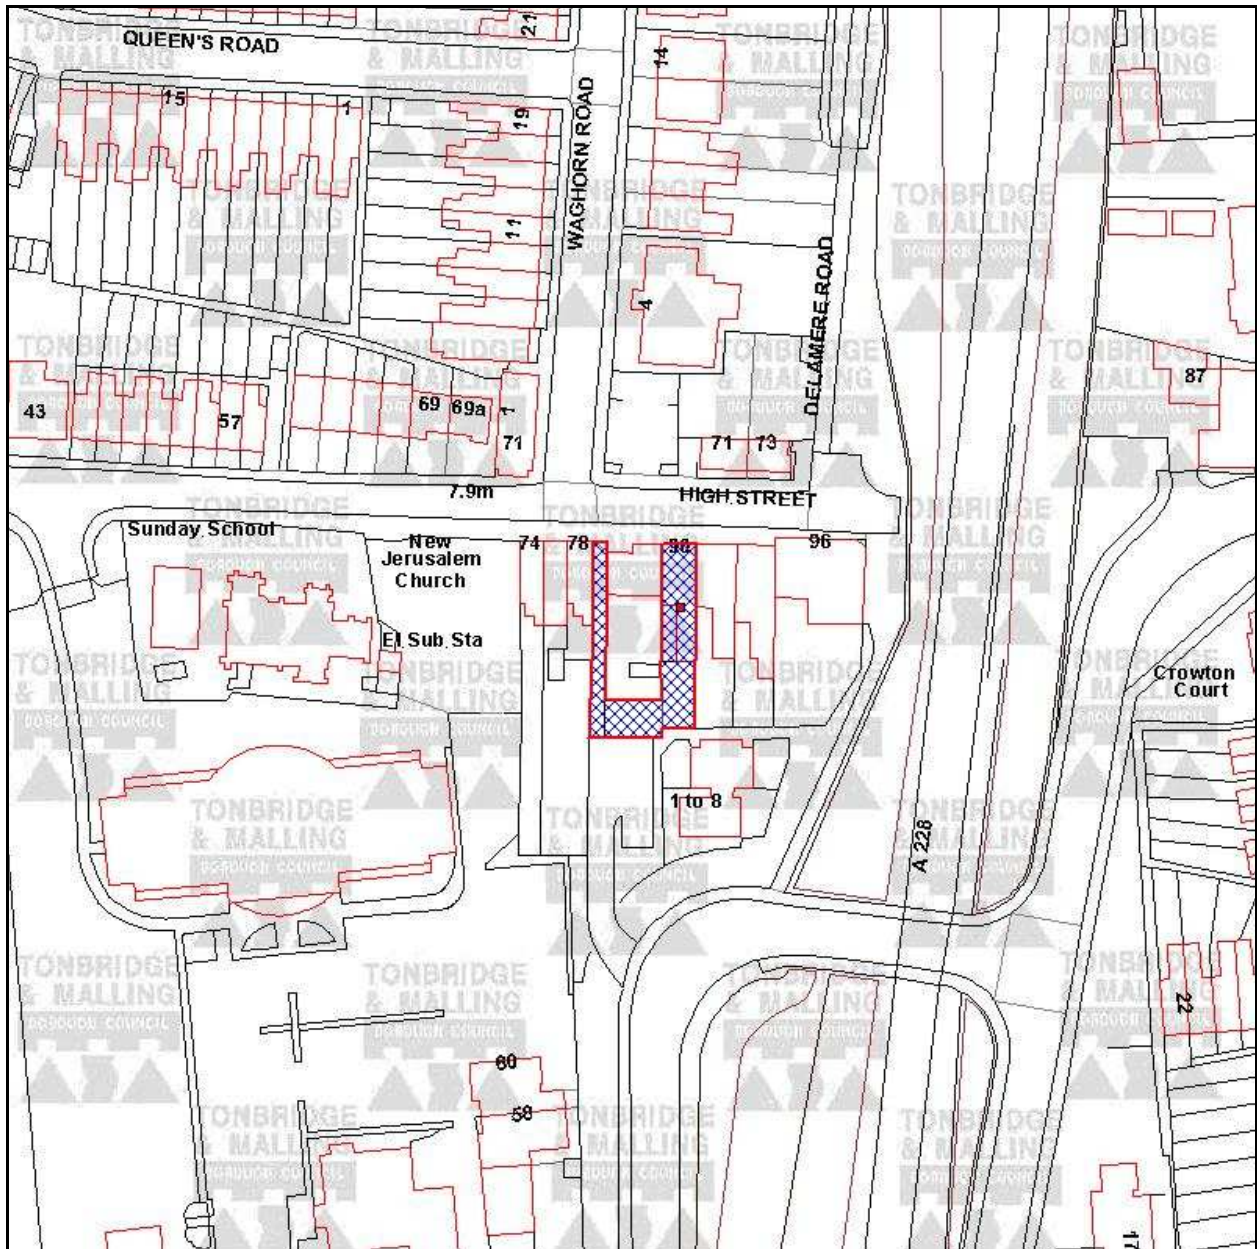 QUEEN'S ROAD
21
14
15
1
19
WAGHORN ROAD
11
DELAMERE ROAD
4
87
43
57
69
69a
1
71
71
73
7.9m
HIGH STREET
Sunday School
New
Jerusalem
Church
74
78
96
El Sub Sta
Crowton
Court
1 to 8
A 228
22
60
58
17
TONBRIDGE
& MALLING
BOROUGH COUNCIL